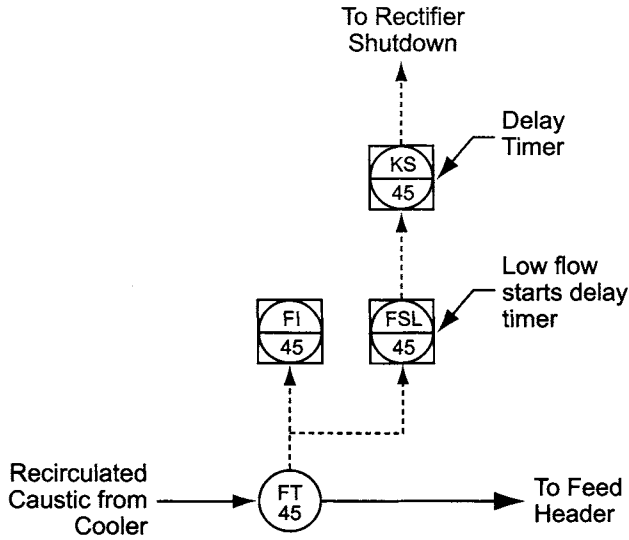 To Rectifier
Shutdown
KS
45
Delay
Timer
FI
45
FSL
45
Low flow
starts delay
timer
Recirculated
Caustic from
Cooler
FT
45
To Feed
Header